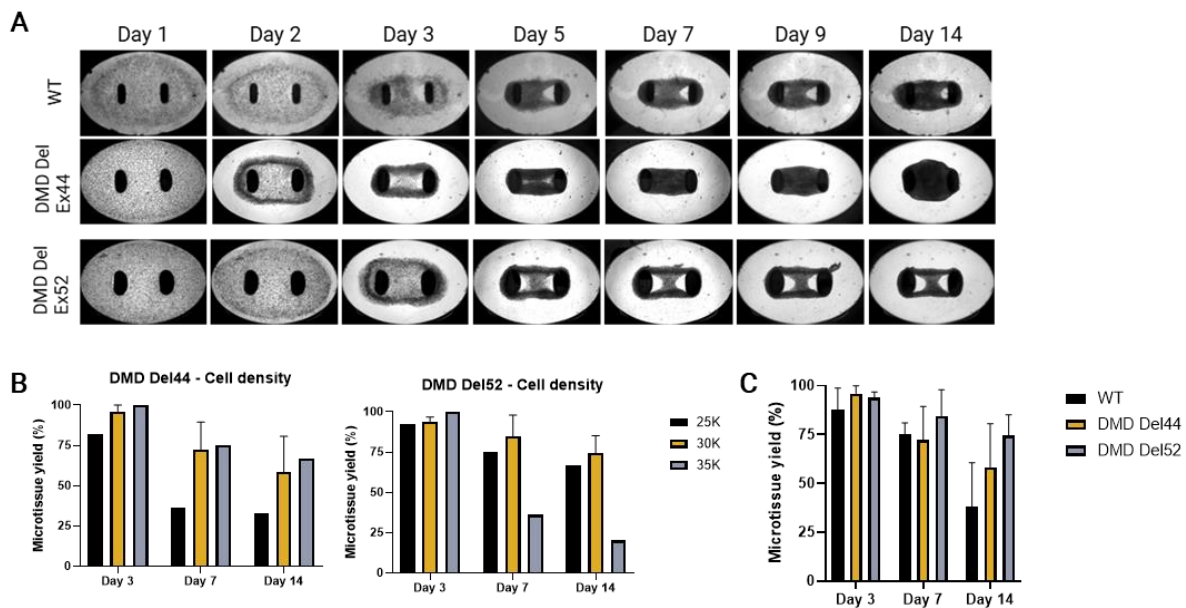 A
Day 1 Day 2 Day 3 Day 5 Day 7 Day 9 Day 14
WT
DMD Del
Ex44
DMD Del
Ex52
B
DMD Del44 - Cell density
Microtissue yield (%)
100
75
50
25
0
Day 3 Day 7 Day 14
DMD Del52 - Cell density
Microtissue yield (%)
100
75
50
25
0
Day 3 Day 7 Day 14
25K
30K
35K
C
Microtissue yield (%)
100
75
50
25
0
Day 3 Day 7 Day 14
WT
DMD Del44
DMD Del52